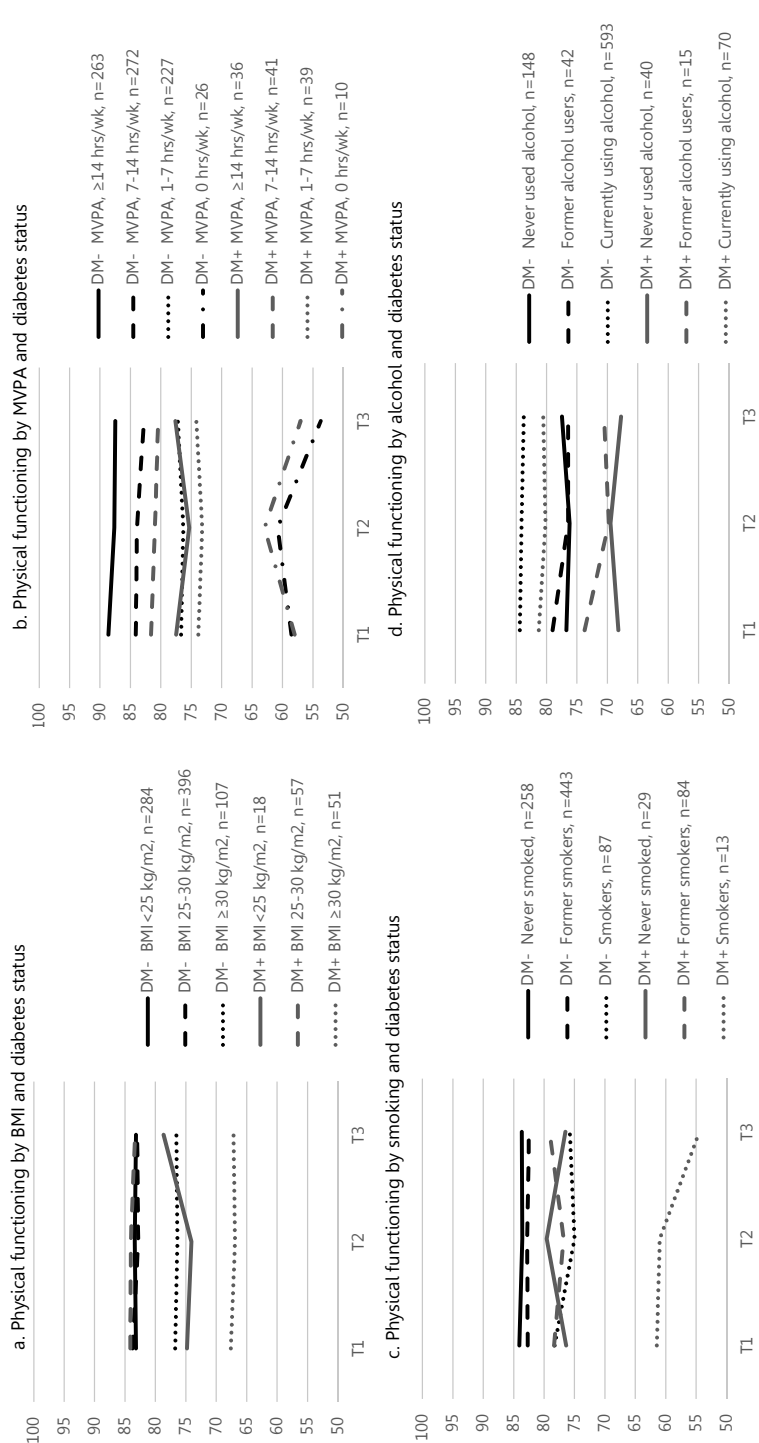 a. Physical functioning by BMI and diabetes status
100
95
90
85
80
75
70
65
60
55
50
T1
T2
T3
DM-  BMI <25 kg/m2, n=284
DM-  BMI 25-30 kg/m2, n=396
DM-  BMI ≥30 kg/m2, n=107
DM+ BMI <25 kg/m2, n=18
DM+ BMI 25-30 kg/m2, n=57
DM+ BMI ≥30 kg/m2, n=51
b. Physical functioning by MVPA and diabetes status
100
95
90
85
80
75
70
65
60
55
50
T1
T2
T3
DM-  MVPA, ≥14 hrs/wk, n=263
DM-  MVPA, 7-14 hrs/wk, n=272
DM-  MVPA, 1-7 hrs/wk, n=227
DM-  MVPA, 0 hrs/wk, n=26
DM+ MVPA, ≥14 hrs/wk, n=36
DM+ MVPA, 7-14 hrs/wk, n=41
DM+ MVPA, 1-7 hrs/wk, n=39
DM+ MVPA, 0 hrs/wk, n=10
c. Physical functioning by smoking and diabetes status
100
95
90
85
80
75
70
65
60
55
50
T1
T2
T3
DM-  Never smoked, n=258
DM-  Former smokers, n=443
DM-  Smokers, n=87
DM+ Never smoked, n=29
DM+ Former smokers, n=84
DM+ Smokers, n=13
d. Physical functioning by alcohol and diabetes status
100
95
90
85
80
75
70
65
60
55
50
T1
T2
T3
DM-  Never used alcohol, n=148
DM-  Former alcohol users, n=42
DM-  Currently using alcohol, n=593
DM+ Never used alcohol, n=40
DM+ Former alcohol users, n=15
DM+ Currently using alcohol, n=70